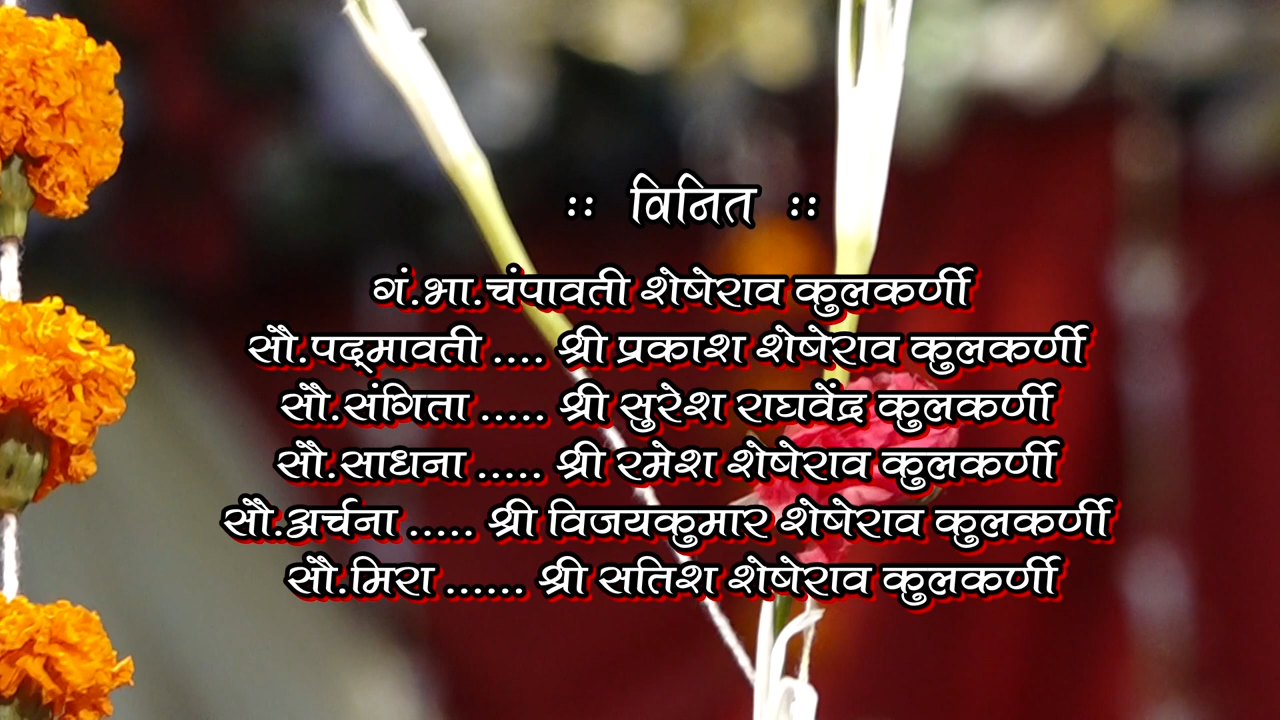 :: विनित ::
गं.भा.चंपावती शेषेराव कुलकर्णी
सौ.पद्‌मावती .... श्री प्रकाश शेषेराव कुलकर्णी
सौ.संगिता ..... श्री सुरेश राघवेंद्र कुलकर्णी
सौ.साधना ..... श्री रमेश शेषेराव कुलकर्णी
सौ.अर्चना ..... श्री विजयकुमार शेषेराव कुलकर्णी
सौ.मिरा ...... श्री सतिश शेषेराव कुलकर्णी